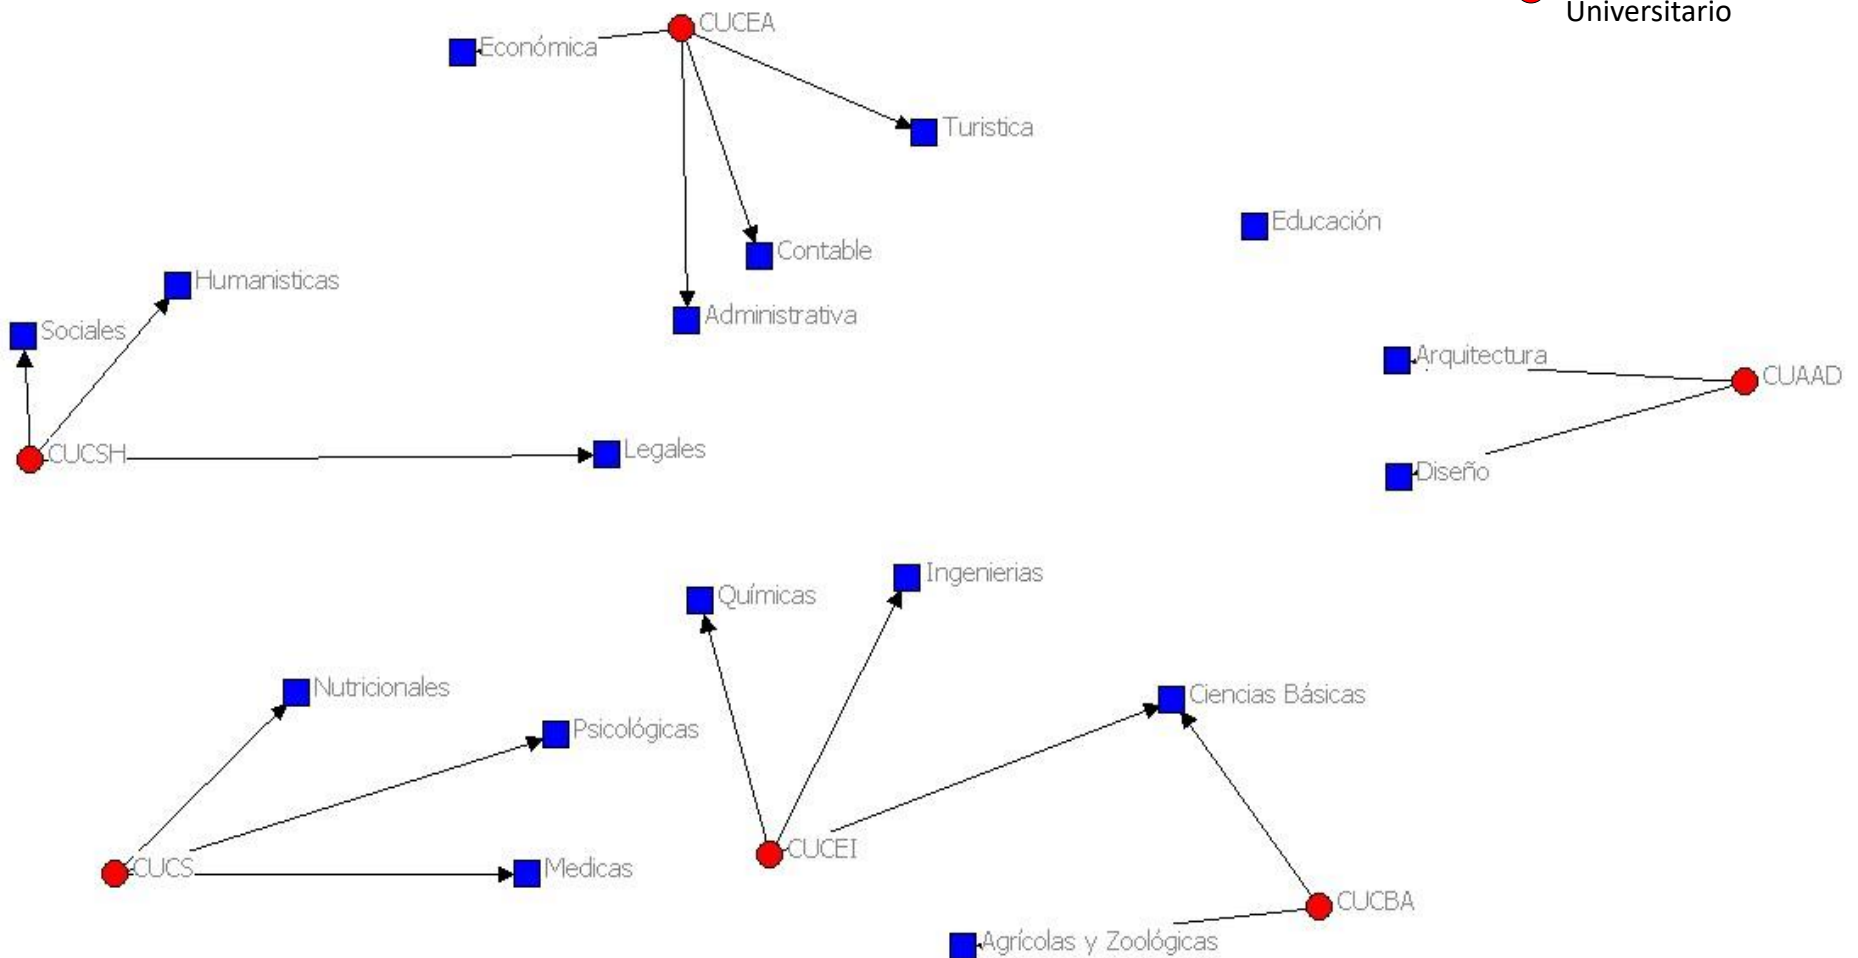 Universitario
CUCEA
Económica
Turistica
Educación
Contable
Humanisticas
Administrativa
Sociales
Arquitectura
CUAAD
CUCSH
Legales
Diseño
Ingenierias
Químicas
Nutricionales
Ciencias Básicas
Psicológicas
CUCEI
CUCS
Medicas
CUCBA
Agrícolas y Zoológicas